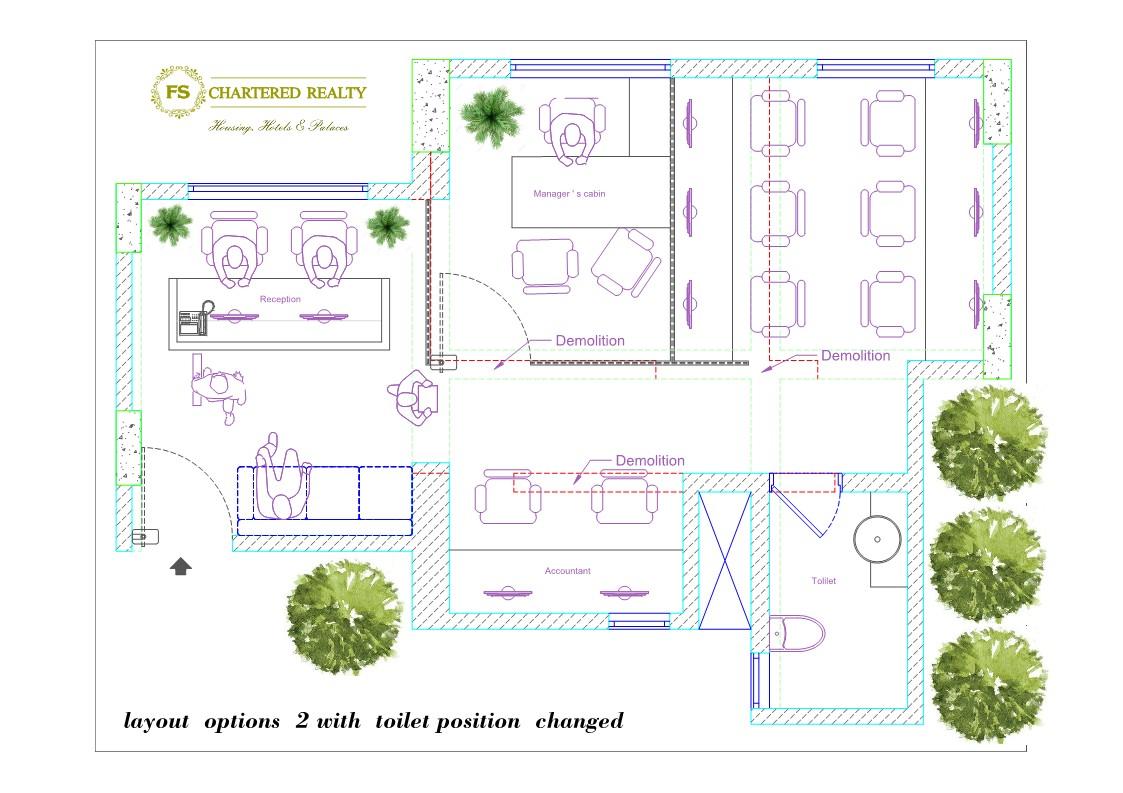 FS CHARTERED REALTY
Housing, Hotels & Palaces
Manager ' s cabin
Reception
Demolition
Demolition
Demolition
Accountant
Tolilet
layout options 2 with toilet position changed